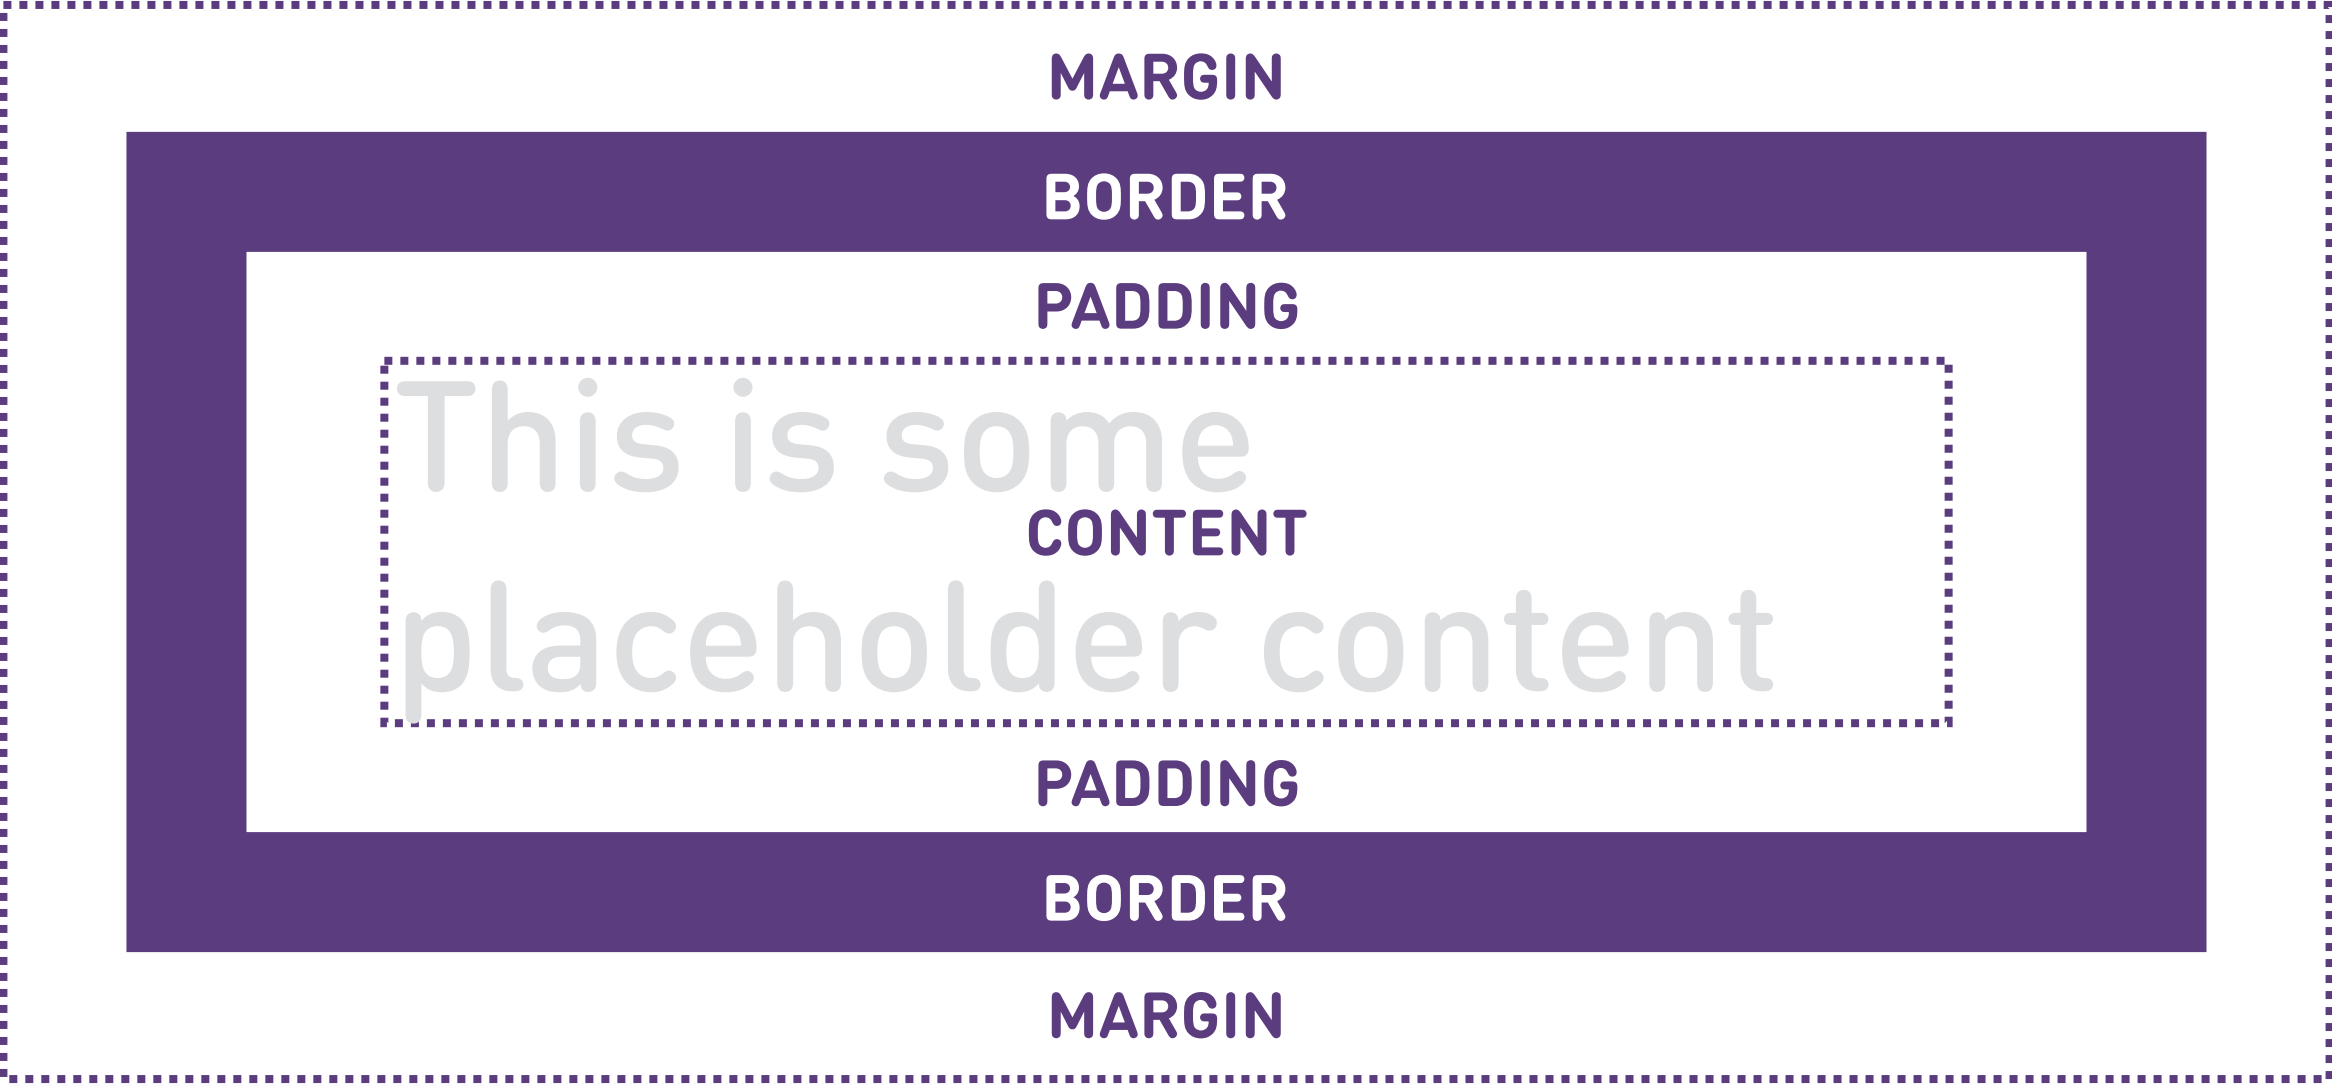 MARGIN
BORDER
PADDING
This is some
CONTENT
placeholder content
PADDING
BORDER
MARGIN